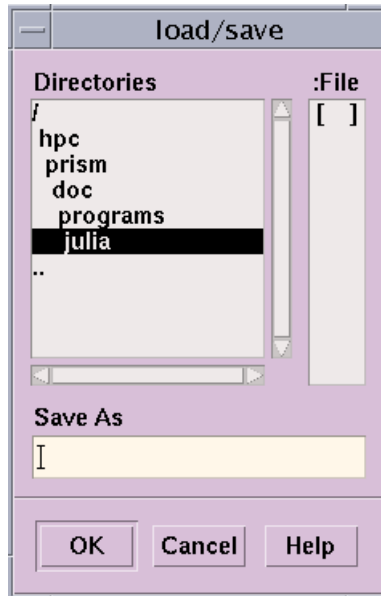 load/save
Directories :File
/ [ ]
hpc
prism
doc
programs
julia
..
Save As
OK Cancel Help